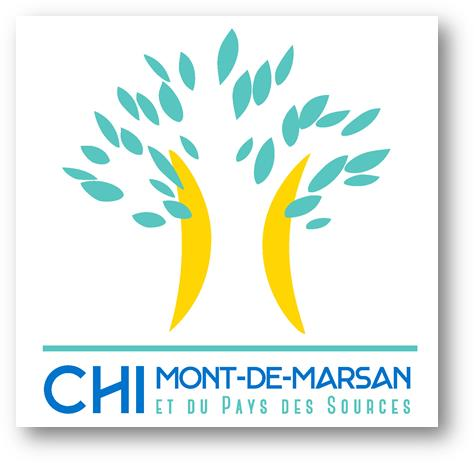 CHI MONT-DE-MARSAN
ET DU PAYS DES SOURCES